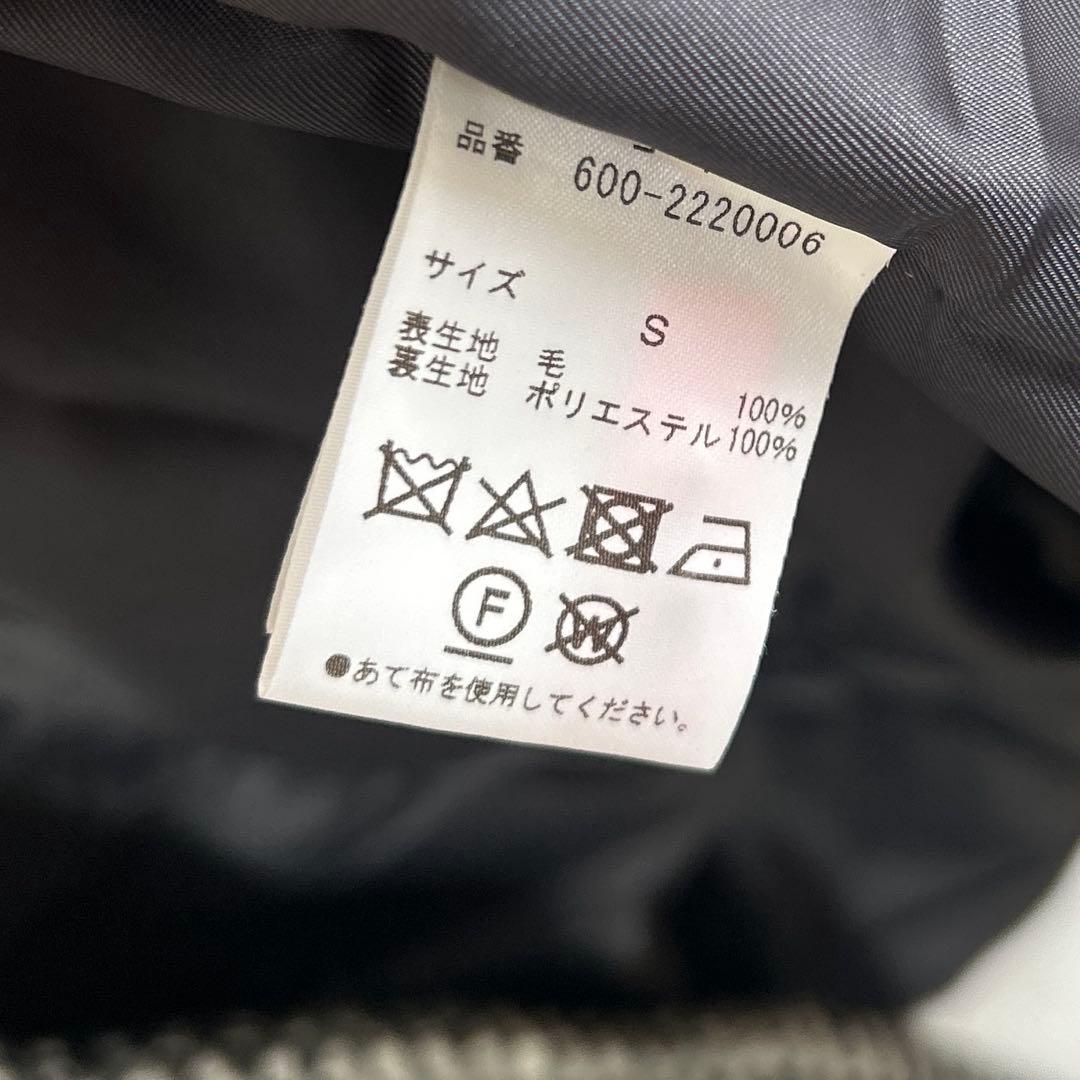 品番 600-2220006
サイズ S
表生地 毛 100%
裏生地 ポリエステル 100%
F
W
●あて布を使用してください。